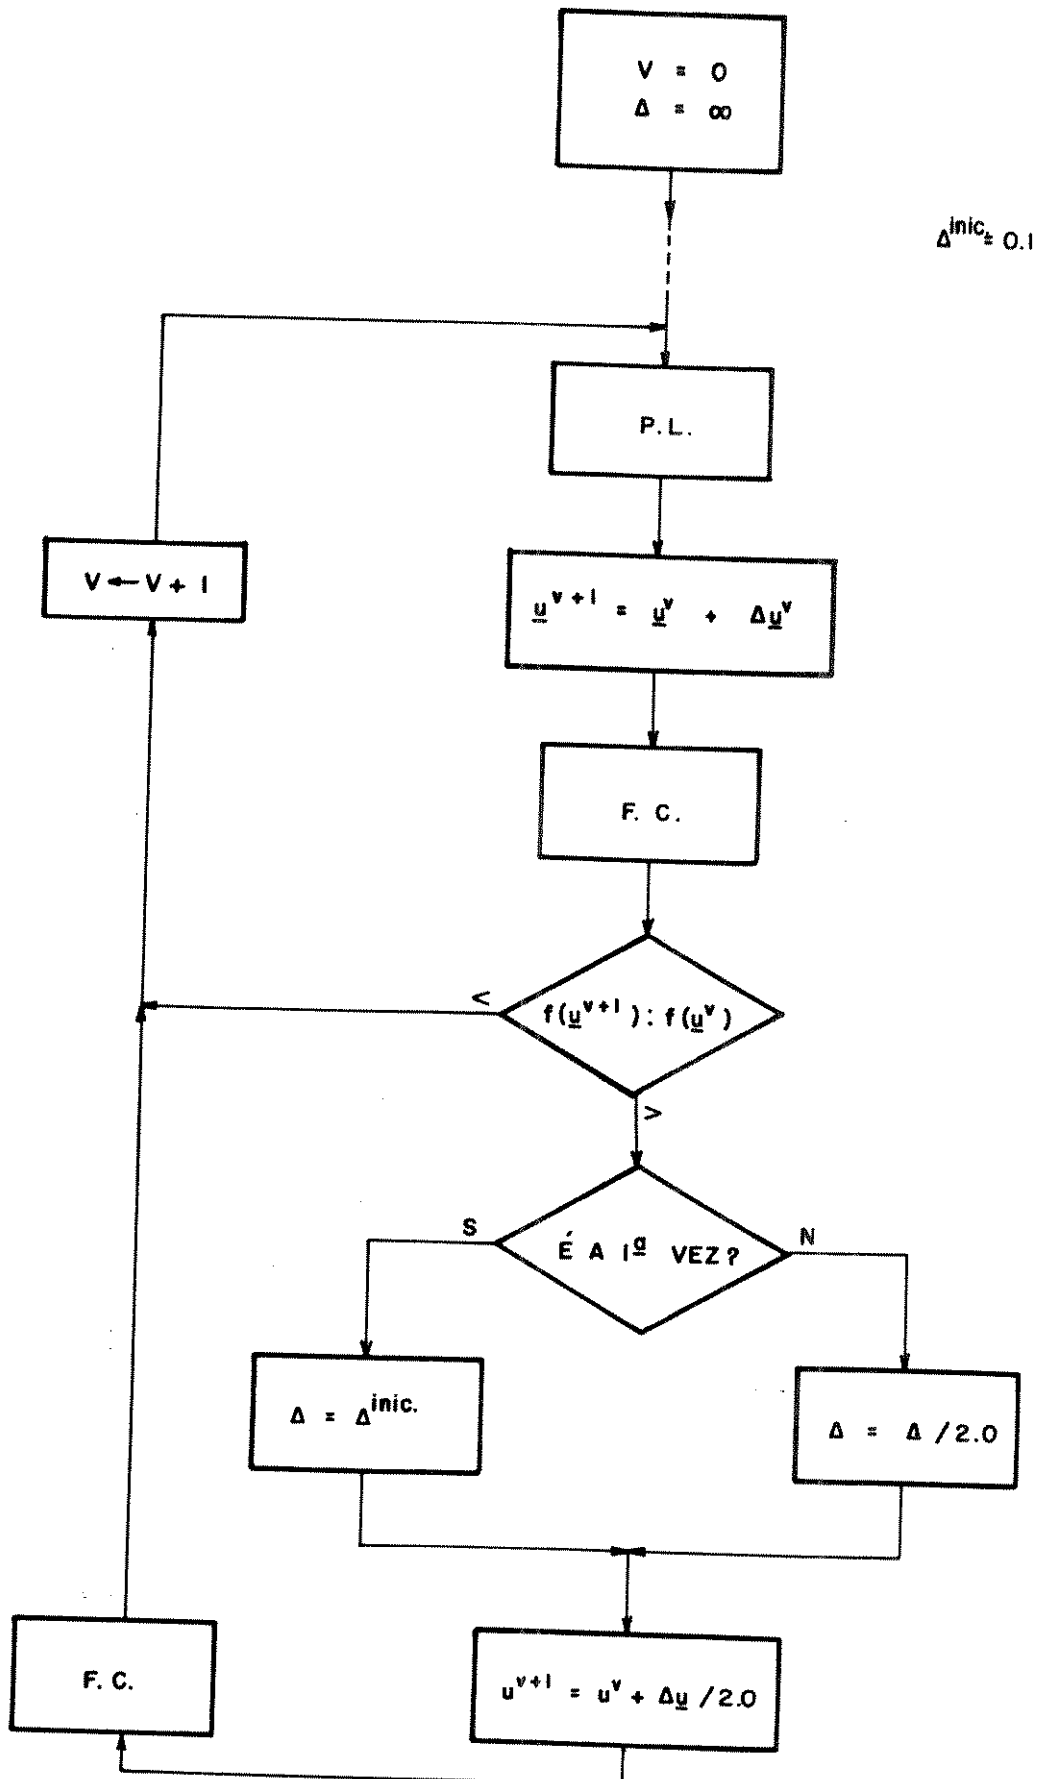 V = 0
Δ = ∞
Δ^inic = 0.1
P.L.
V ← V + 1
u^v+1 = u^v + Δu^v
F. C.
<
f(u^v+1) : f(u^v)
>
S
É A 1ª VEZ?
N
Δ = Δ^inic.
Δ = Δ /2.0
F. C.
u^v+1 = u^v + Δu /2.0